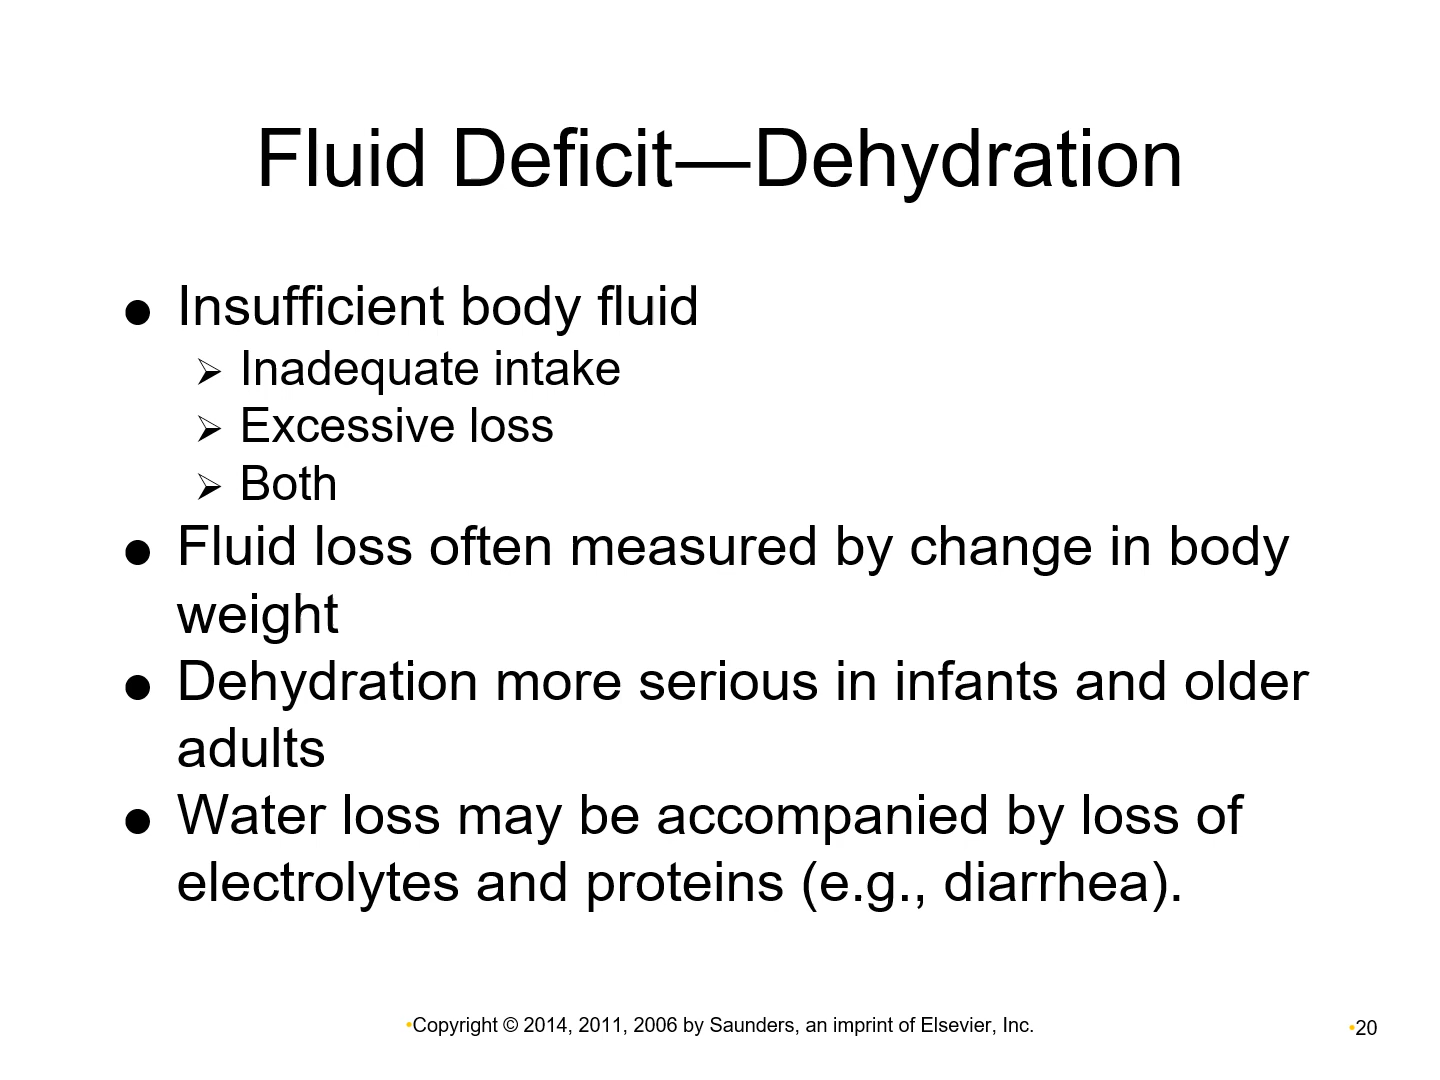 Fluid Deficit—Dehydration
● Insufficient body fluid
➢ Inadequate intake
➢ Excessive loss
➢ Both
● Fluid loss often measured by change in body
weight
● Dehydration more serious in infants and older
adults
● Water loss may be accompanied by loss of
electrolytes and proteins (e.g., diarrhea).
•Copyright © 2014, 2011, 2006 by Saunders, an imprint of Elsevier, Inc.
•20